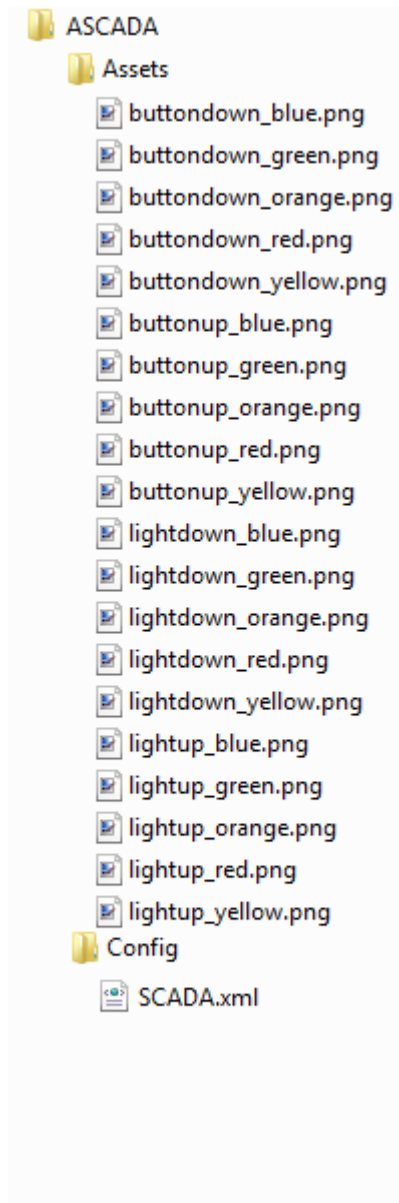 ASCADA
Assets
buttondown_blue.png
buttondown_green.png
buttondown_orange.png
buttondown_red.png
buttondown_yellow.png
buttonup_blue.png
buttonup_green.png
buttonup_orange.png
buttonup_red.png
buttonup_yellow.png
lightdown_blue.png
lightdown_green.png
lightdown_orange.png
lightdown_red.png
lightdown_yellow.png
lightup_blue.png
lightup_green.png
lightup_orange.png
lightup_red.png
lightup_yellow.png
Config
SCADA.xml